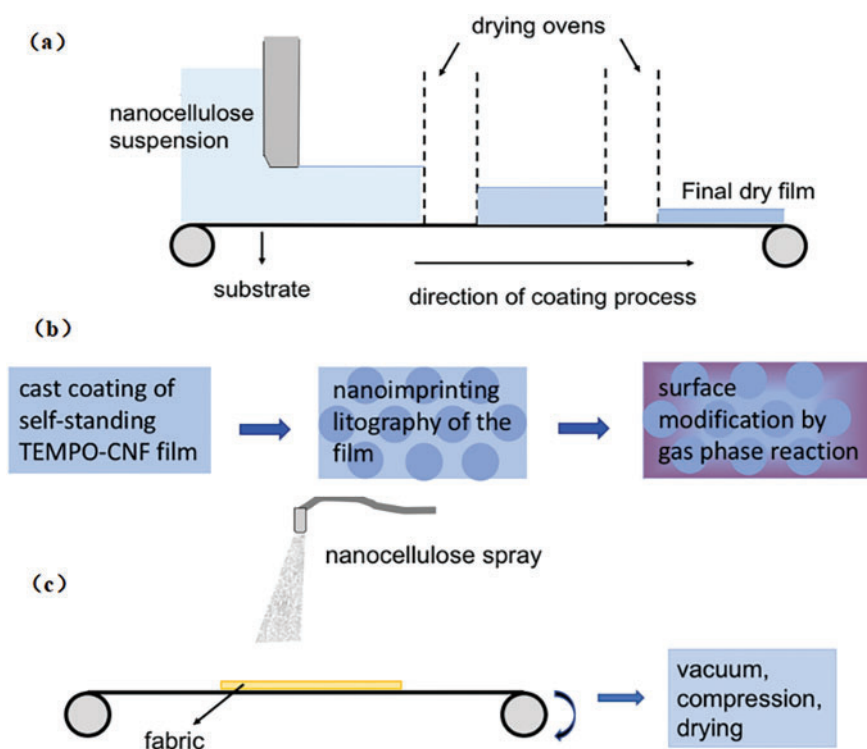 (a)
drying ovens
nanocellulose
suspension
Final dry film
substrate
direction of coating process
(b)
cast coating of
self-standing
TEMPO-CNF film
nanoimprinting
litography of the
film
surface
modification by
gas phase reaction
nanocellulose spray
(c)
fabric
vacuum,
compression,
drying